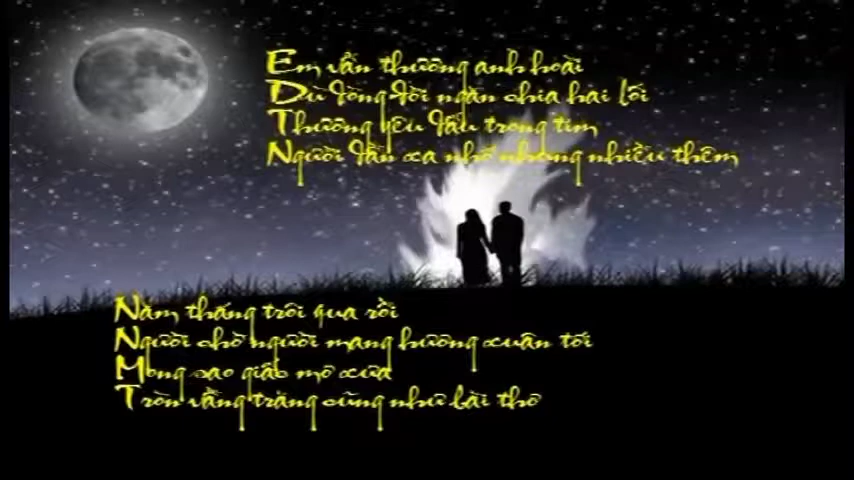 Em vẫn thương anh hoài
Dù dòng đời ngăn chia hai lối
Thương yêu dấu trong tim
Người dẫn xa nhớ nhung nhiều thêm
Năm tháng trôi qua rồi
Người chờ người mang hương xuân tới
Mong sao giấc mơ xưa
Tròn vầng trăng cũng như bài thơ